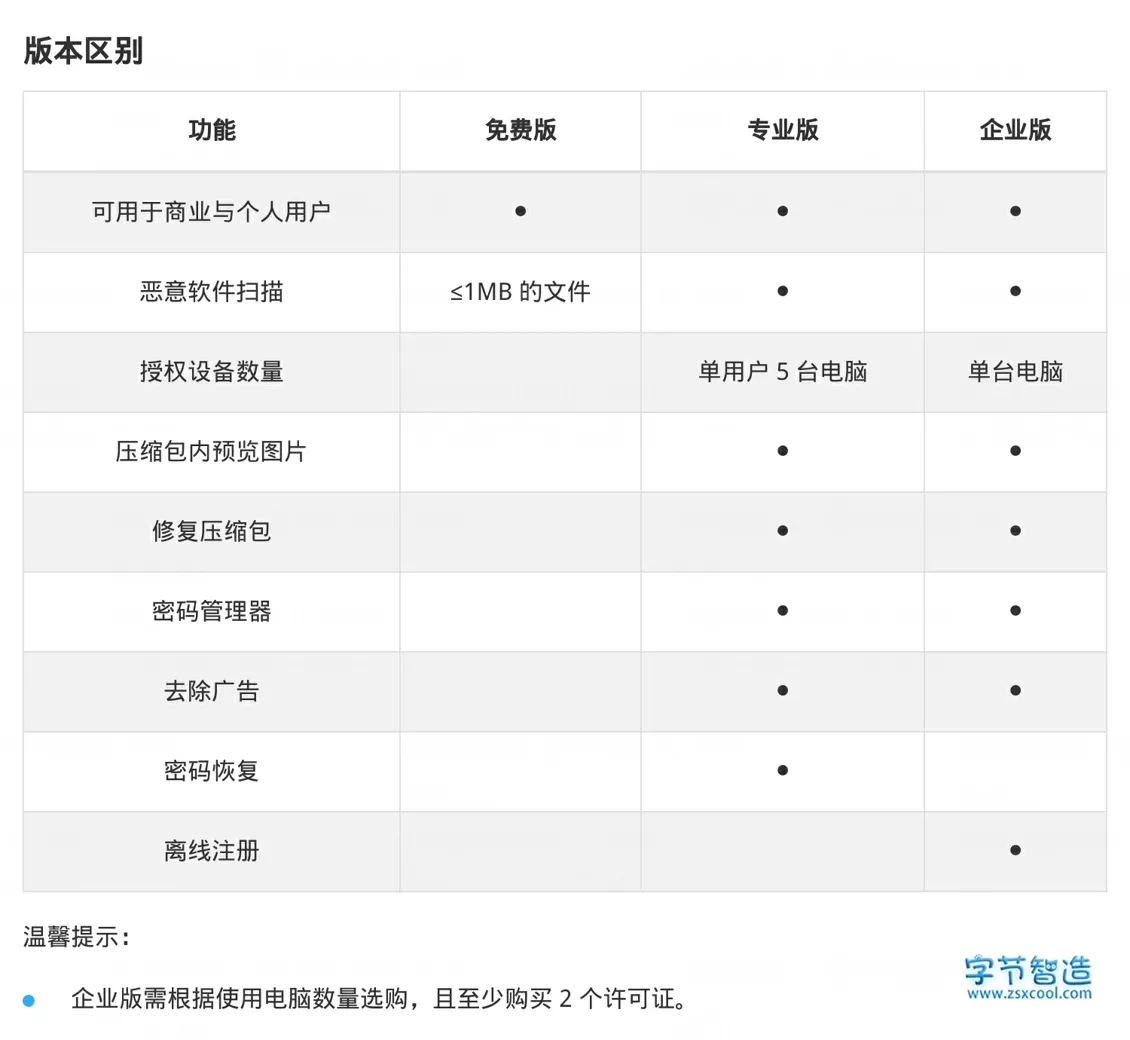 版本区别
功能 免费版 专业版 企业版
可用于商业与个人用户 ● ● ●
恶意软件扫描 ≤1MB 的文件 ● ●
授权设备数量 单用户 5 台电脑 单台电脑
压缩包内预览图片 ● ●
修复压缩包 ● ●
密码管理器 ● ●
去除广告 ● ●
密码恢复 ●
离线注册 ●
温馨提示：
● 企业版需根据使用电脑数量选购，且至少购买 2 个许可证。
字节智造
www.zsxcool.com